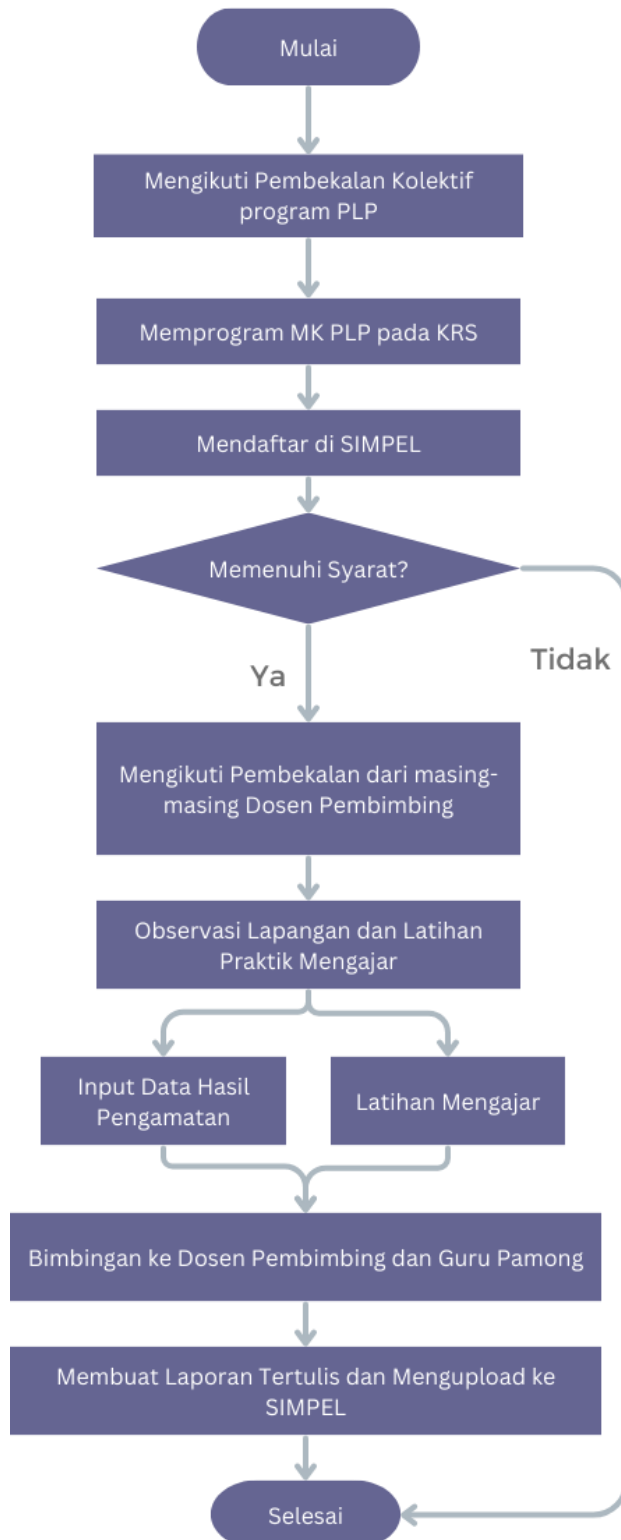 Mulai
Mengikuti Pembekalan Kolektif
program PLP
Memprogram MK PLP pada KRS
Mendaftar di SIMPEL
Memenuhi Syarat?
Tidak
Ya
Mengikuti Pembekalan dari masing-
masing Dosen Pembimbing
Observasi Lapangan dan Latihan
Praktik Mengajar
Input Data Hasil
Pengamatan
Latihan Mengajar
Bimbingan ke Dosen Pembimbing dan Guru Pamong
Membuat Laporan Tertulis dan Mengupload ke
SIMPEL
Selesai